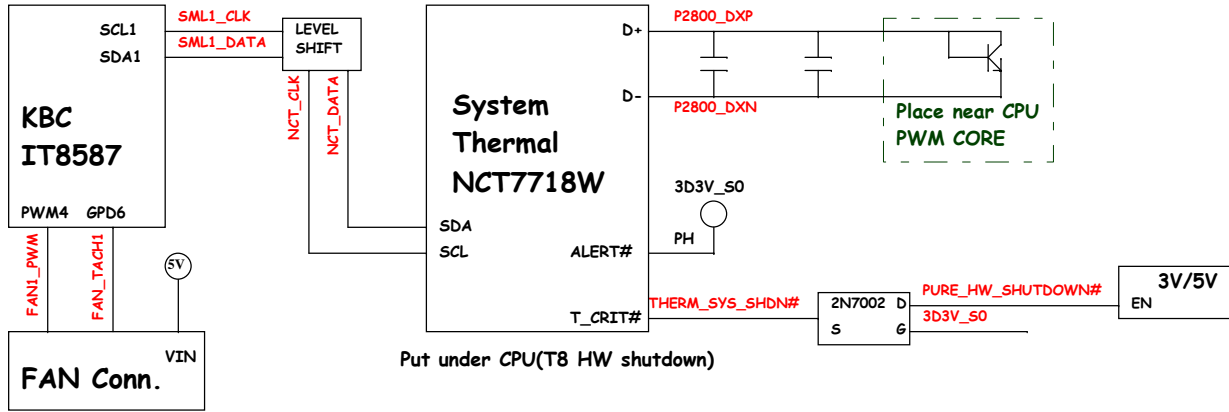 SML1_CLK
SCL1
SML1_DATA
SDA1
LEVEL
SHIFT
KBC
IT8587
PWM4 GPD6
NCT_CLK
NCT_DATA
FAN1_PWM
FAN_TACH1
5V
VIN
FAN Conn.
System
Thermal
NCT7718W
D+
D-
SDA
SCL
ALERT#
T_CRIT#
P2800_DXP
P2800_DXN
Place near CPU
PWM CORE
3D3V_S0
PH
THERM_SYS_SHDN#
2N7002 D
S G
PURE_HW_SHUTDOWN#
3D3V_S0
3V/5V
EN
Put under CPU(T8 HW shutdown)